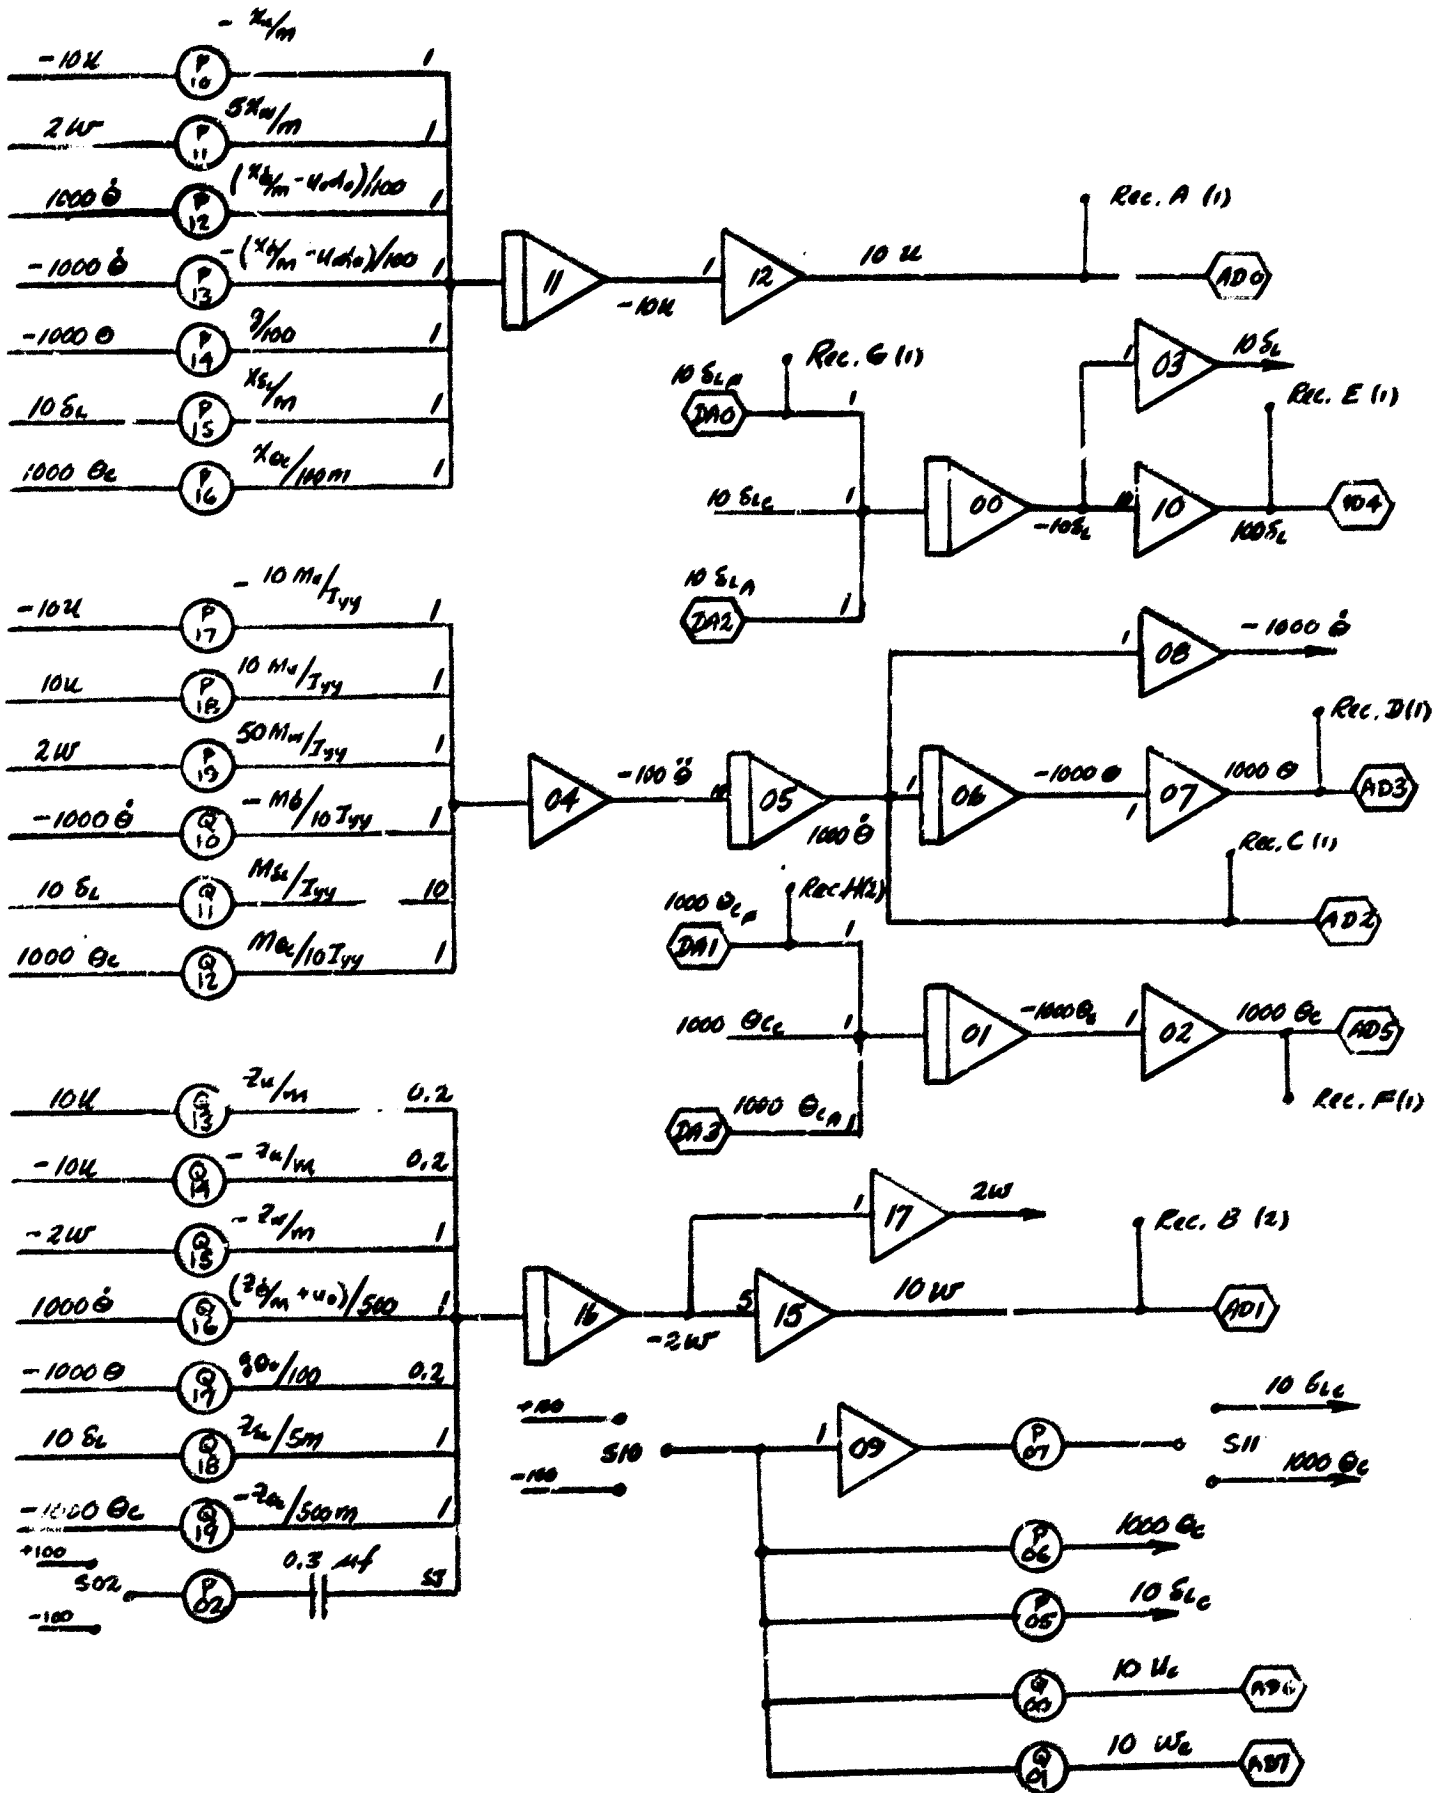 -10u P 10 - Xu/m 1
2w P 11 5Xw/m 1
1000 θ̇ P 12 (Xθ̇/m - u₀α₀)/100 1
-1000 θ̇ P 13 -(Xθ̇/m - u₀α₀)/100 1
-1000 θ P 14 g/100 1
10 δL P 15 XδL/m 1
1000 θc P 16 Xθc/100m 1
11 -10u 1 12 10 u Rec. A (1) AD0
10 δLF DA0 Rec. G (1) 1
10 δLc 1
10 δLA DA2 1
00 -10δL 1 03 10 δL
10 10 100δL Rec. E (1) AD4
-10u P 17 - 10 Mu/Iyy 1
10u P 18 10 Mu/Iyy 1
2w P 19 50 Mw/Iyy 1
-1000 θ̇ Q 10 - Mθ̇/10 Iyy 1
10 δL Q 11 MδL/Iyy 10
1000 θc Q 12 Mθc/10 Iyy 1
04 -100 θ̈ 10 05 1000 θ̇
1 08 -1000 θ̇
1 06 -1000 θ 1 07 1000 θ Rec. D (1) AD3
Rec. C (1) AD2
1000 θcF DA1 Rec. H (2) 1
1000 θcc 1
DA3 1000 θcA 1
01 -1000 θc 1 02 1000 θc AD5
Rec. F (1)
10u Q 13 Zu/m 0.2
-10u Q 14 - Zu/m 0.2
-2w Q 15 - Zw/m 1
1000 θ̇ Q 16 (Zθ̇/m + u₀)/500 1
-1000 θ Q 17 gθ₀/100 0.2
10 δL Q 18 ZδL/5m 1
-1000 θc Q 19 -Zθc/500m 1
+100 S02 -100 P 02 0.3 μf SJ
16 -2w 1 17 2w
5 15 10 w Rec. B (2) AD1
+100 S10 -100
1 09 P 07 S11
10 δLc
1000 θc
P 06 1000 θc
P 05 10 δLc
Q 00 10 uc AD6
Q 01 10 wc AD7